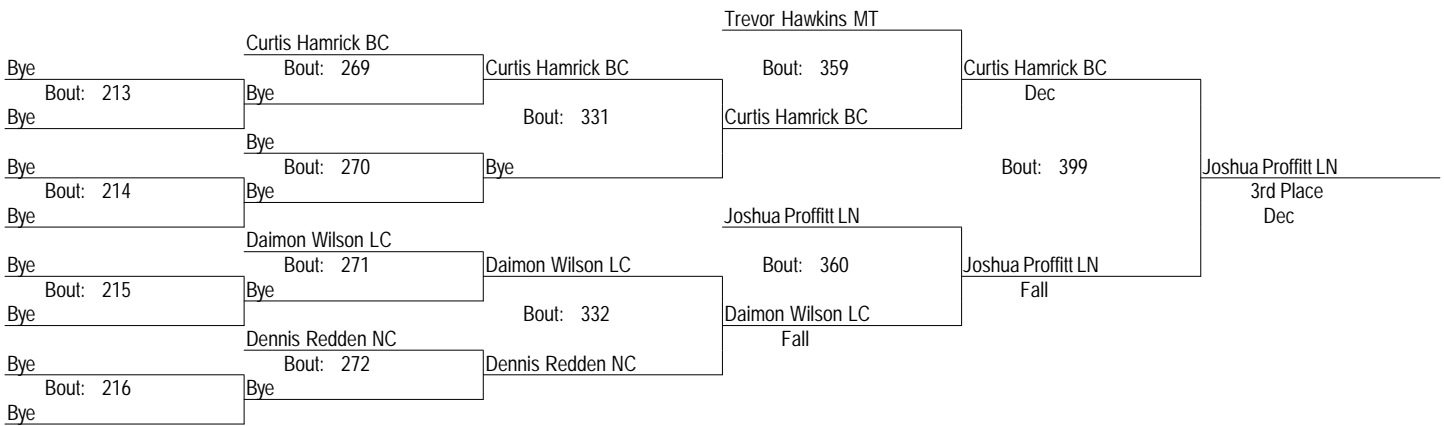 Trevor Hawkins MT
Curtis Hamrick BC
Bye Bout: 269 Curtis Hamrick BC Bout: 359 Curtis Hamrick BC
Bout: 213 Bye Dec
Bye Bout: 331 Curtis Hamrick BC
Bye
Bye Bout: 270 Bye Bout: 399 Joshua Proffitt LN
Bout: 214 Bye 3rd Place
Bye Joshua Proffitt LN Dec
Daimon Wilson LC
Bye Bout: 271 Daimon Wilson LC Bout: 360 Joshua Proffitt LN
Bout: 215 Bye Fall
Bye Bout: 332 Daimon Wilson LC
Dennis Redden NC Fall
Bye Bout: 272 Dennis Redden NC
Bout: 216 Bye
Bye